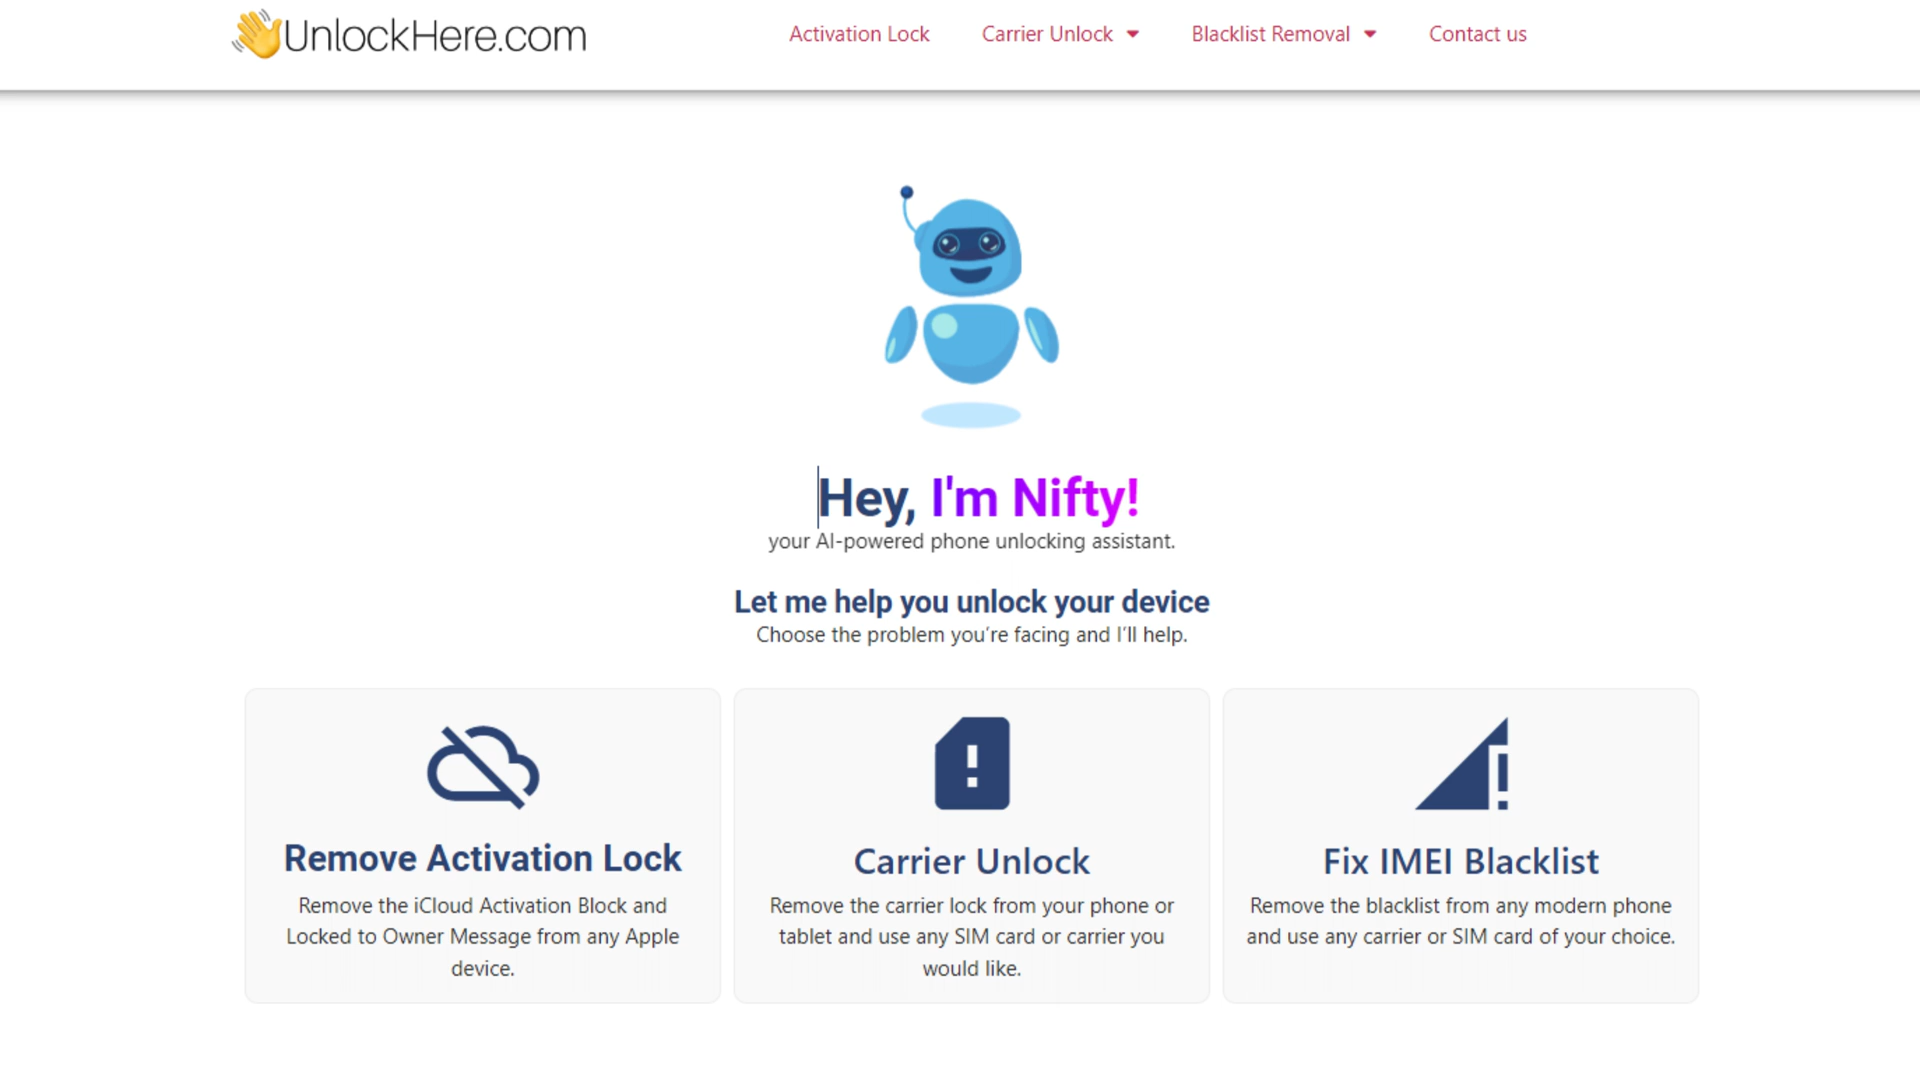 UnlockHere.com
Activation Lock
Carrier Unlock
Blacklist Removal
Contact us
Hey, I'm Nifty!
your AI-powered phone unlocking assistant.
Let me help you unlock your device
Choose the problem you’re facing and I’ll help.
Remove Activation Lock
Remove the iCloud Activation Block and
Locked to Owner Message from any Apple
device.
Carrier Unlock
Remove the carrier lock from your phone or
tablet and use any SIM card or carrier you
would like.
Fix IMEI Blacklist
Remove the blacklist from any modern phone
and use any carrier or SIM card of your choice.